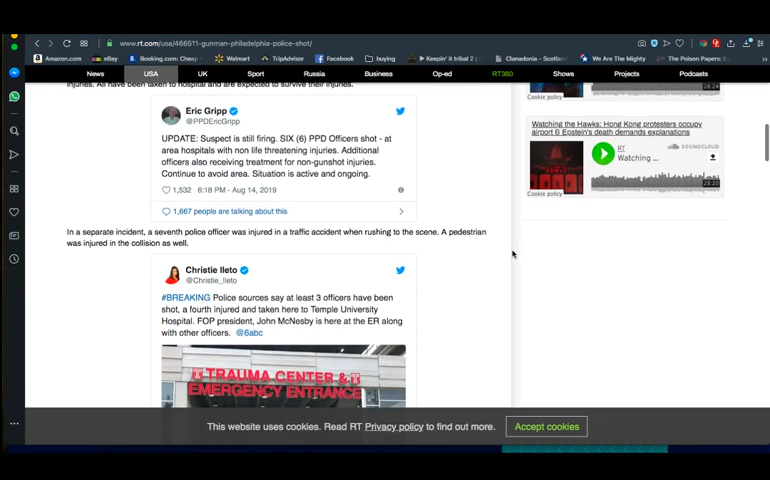 www.rt.com/usa/466511-gunman-philadelphia-police-shot/
Amazon.com eBay Booking.com: Cheap Walmart TripAdvisor Facebook buying Keepin' it tribal 2 Clanadonia - Scotlan We Are The Mighty The Poison Papers: E
News USA UK Sport Russia Business Op-ed RT360 Shows Projects Podcasts
injuries. All have been taken to hospital and are expected to survive their injuries.
Cookie policy
28:24
Eric Gripp
@PPDEricGripp
UPDATE: Suspect is still firing. SIX (6) PPD Officers shot - at
area hospitals with non life threatening injuries. Additional
officers also receiving treatment for non-gunshot injuries.
Continue to avoid area. Situation is active and ongoing.
1,532 6:18 PM - Aug 14, 2019
1,667 people are talking about this
Watching the Hawks: Hong Kong protesters occupy
airport & Epstein's death demands explanations
RT
SOUNDCLOUD
Watching ...
Cookie policy
28:20
In a separate incident, a seventh police officer was injured in a traffic accident when rushing to the scene. A pedestrian
was injured in the collision as well.
Christie Ileto
@Christie_Ileto
#BREAKING Police sources say at least 3 officers have been
shot, a fourth injured and taken here to Temple University
Hospital. FOP president, John McNesby is here at the ER along
with other officers. @6abc
TRAUMA CENTER &
EMERGENCY ENTRANCE
This website uses cookies. Read RT Privacy policy to find out more.
Accept cookies